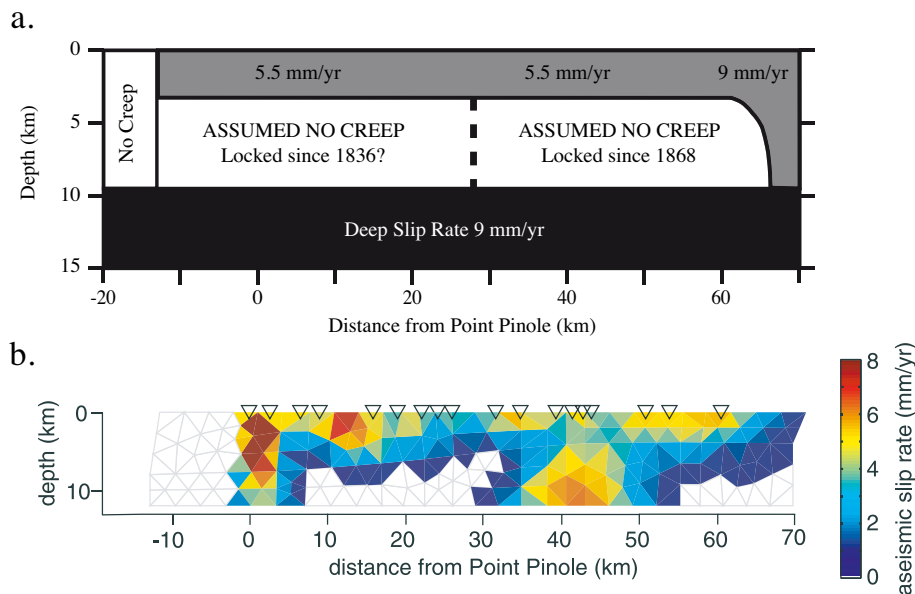 a.
0
5
10
15
Depth (km)
No Creep
5.5 mm/yr 5.5 mm/yr 9 mm/yr
ASSUMED NO CREEP ASSUMED NO CREEP
Locked since 1836? Locked since 1868
Deep Slip Rate 9 mm/yr
-20 0 20 40 60
Distance from Point Pinole (km)
b.
0
10
depth (km)
-10 0 10 20 30 40 50 60 70
distance from Point Pinole (km)
8
6
4
2
0
aseismic slip rate (mm/yr)